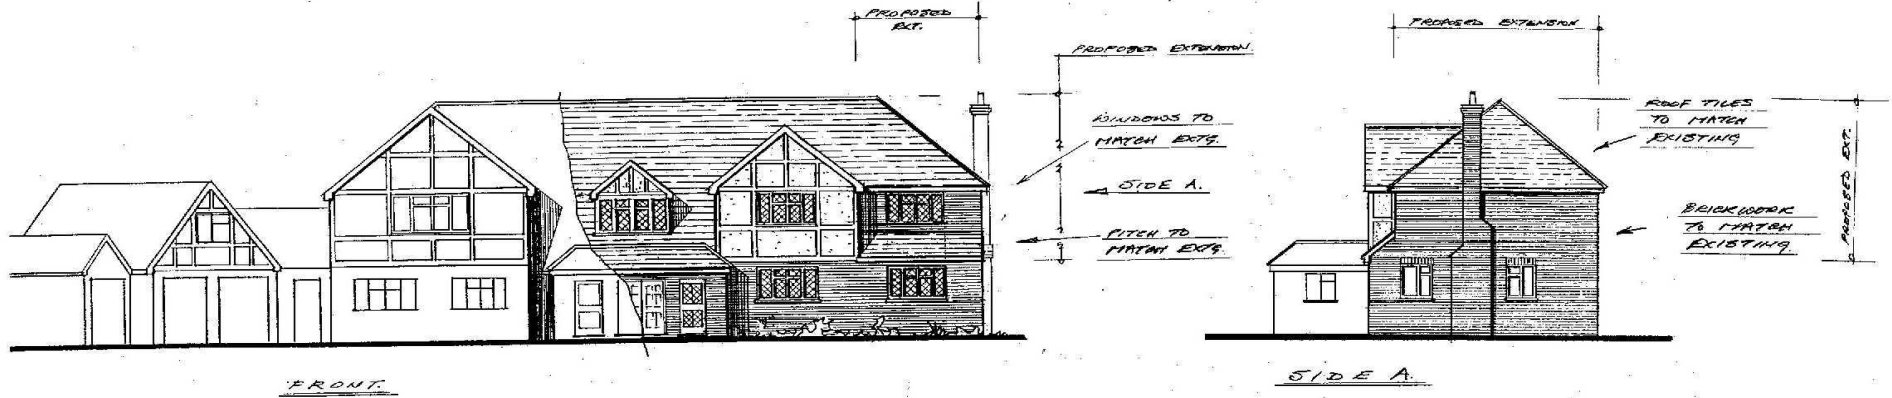 PROPOSED
EXT.
PROPOSED EXTENSION.
WINDOWS TO
MATCH EXTG.
SIDE A.
PITCH TO
MATCH EXTG.
FRONT.
PROPOSED EXTENSION
ROOF TILES
TO MATCH
EXISTING
PROPOSED EXT.
BRICKWORK
TO MATCH
EXISTING
SIDE A.